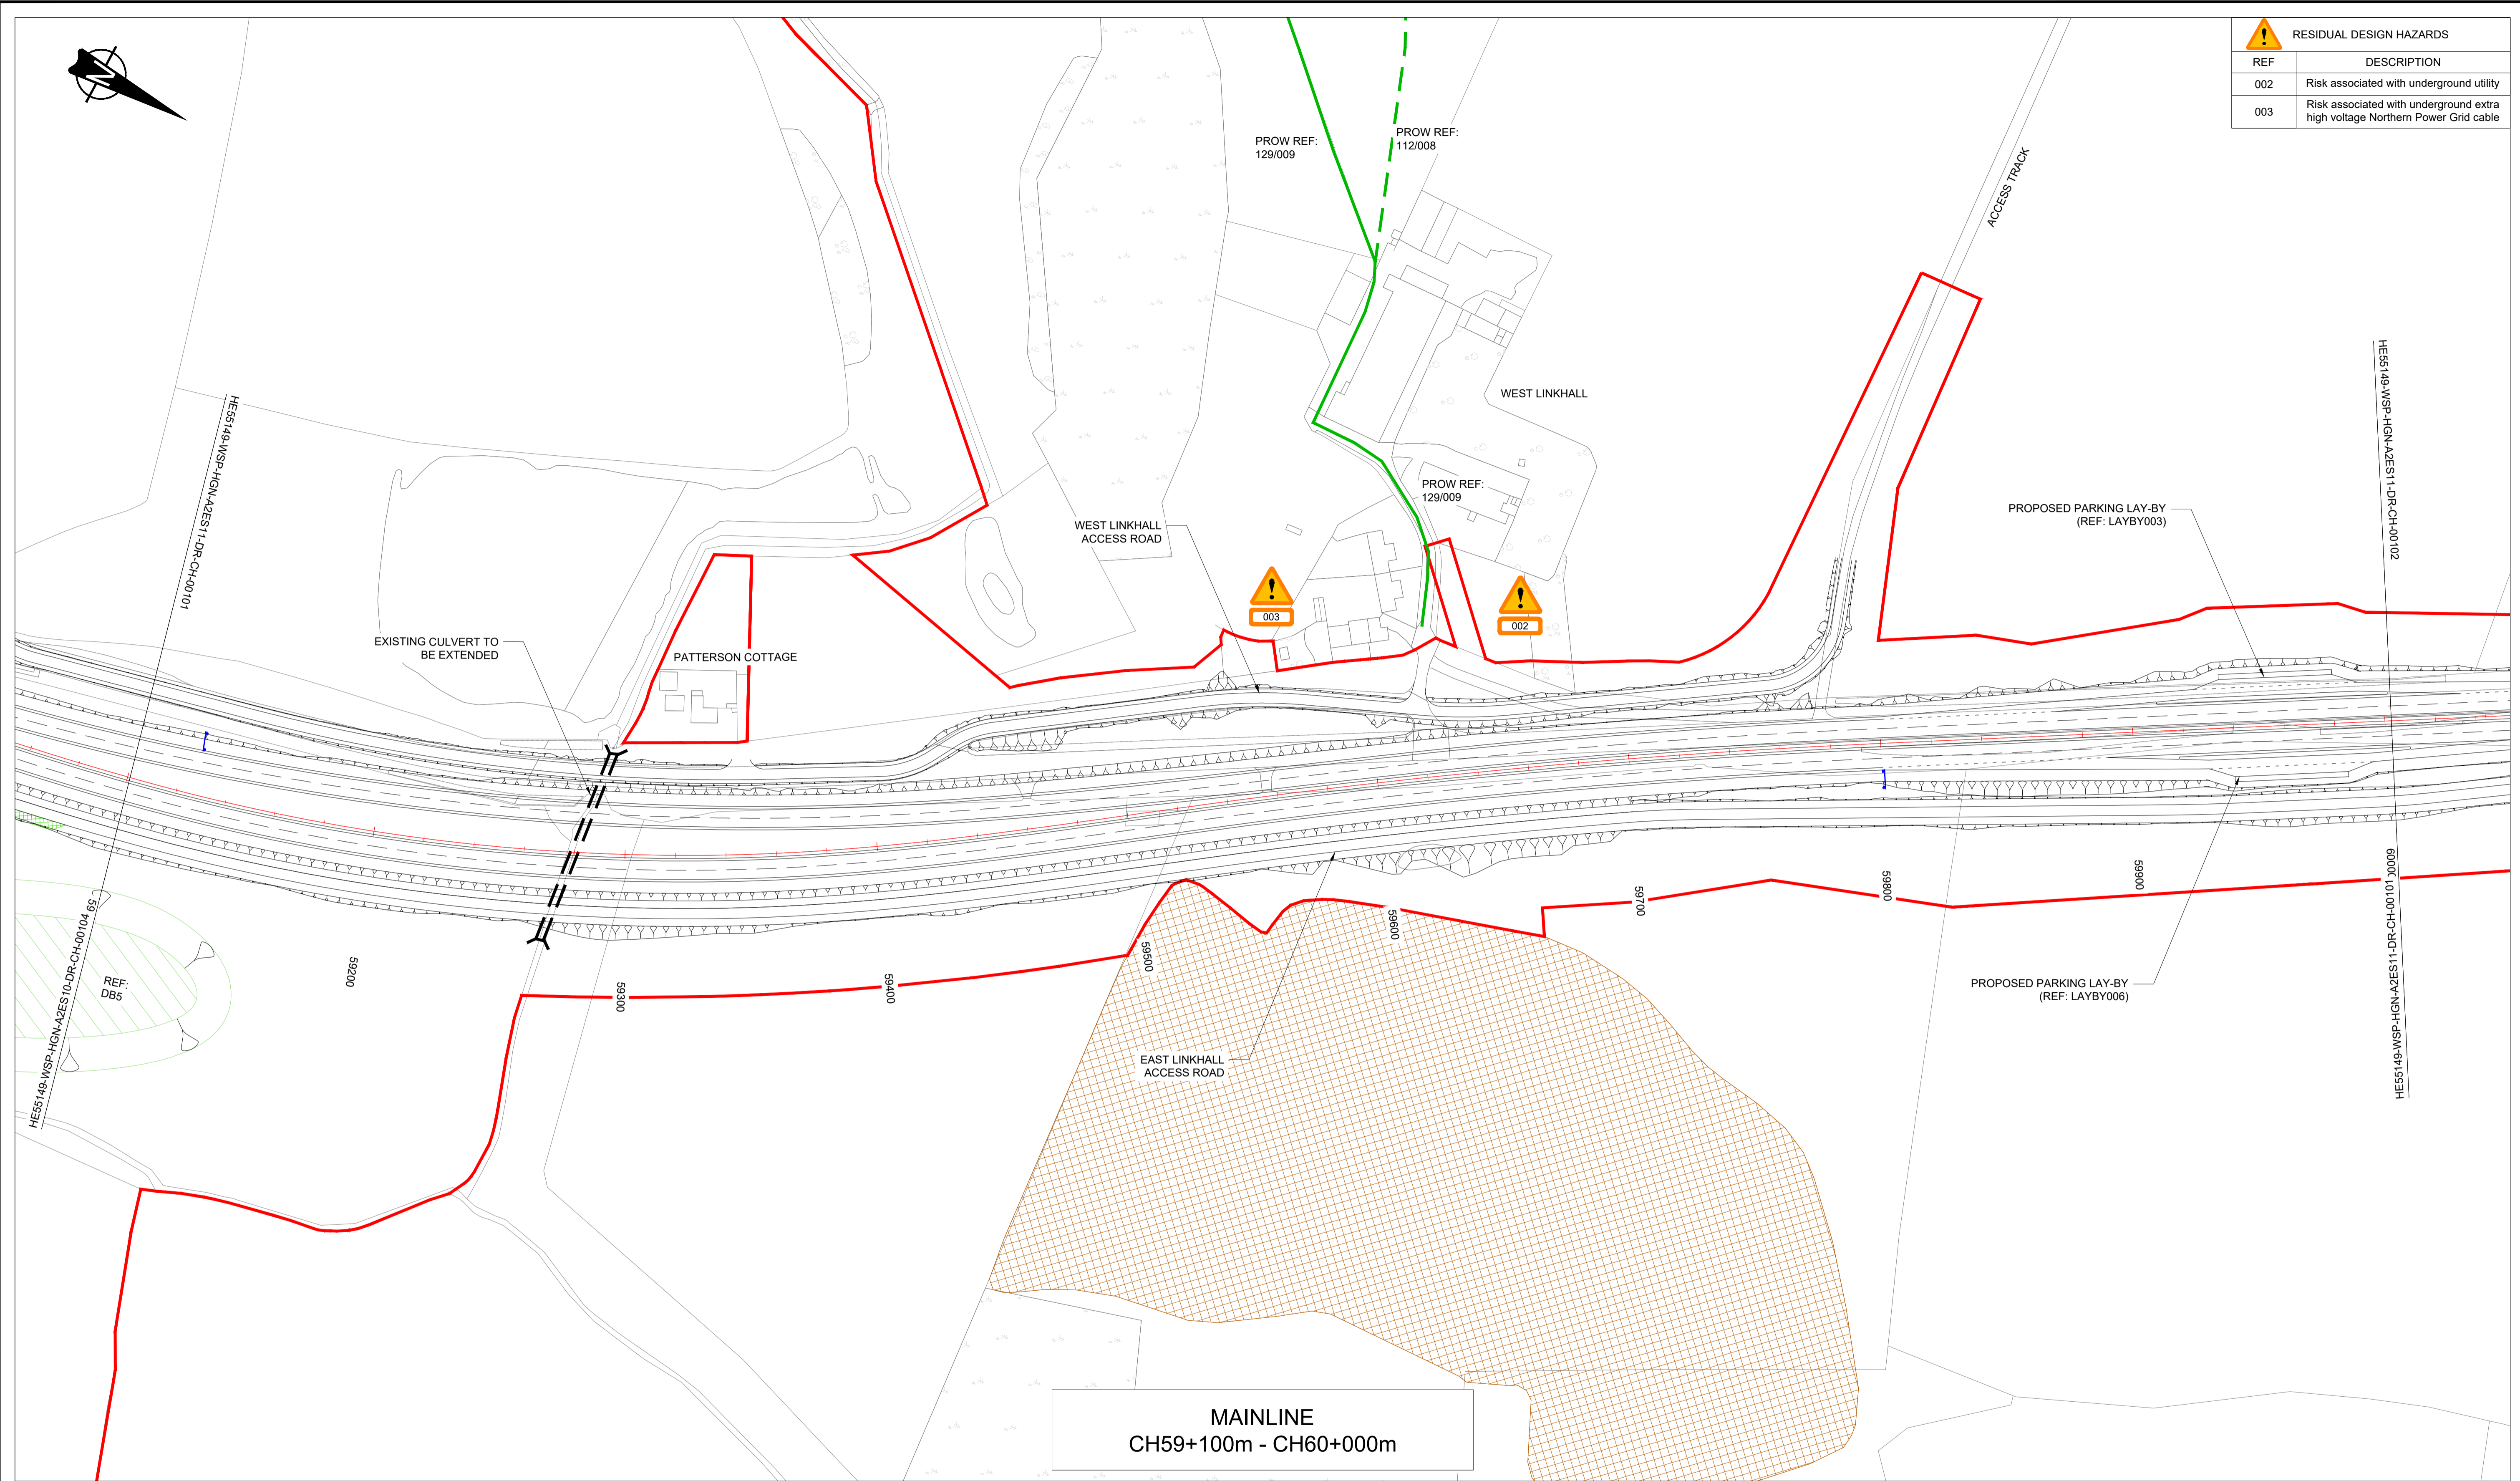 RESIDUAL DESIGN HAZARDS
REF DESCRIPTION
002 Risk associated with underground utility
003 Risk associated with underground extra
high voltage Northern Power Grid cable
N
PROW REF:
129/009
PROW REF:
112/008
ACCESS TRACK
HE55149-WSP-HGN-A2ES11-DR-CH-00101
HE55149-WSP-HGN-A2ES11-DR-CH-00102
WEST LINKHALL
PROW REF:
129/009
WEST LINKHALL
ACCESS ROAD
PROPOSED PARKING LAY-BY
(REF: LAYBY003)
003
002
EXISTING CULVERT TO
BE EXTENDED
PATTERSON COTTAGE
HE55149-WSP-HGN-A2ES10-DR-CH-00104
59
REF:
DB5
59200
59300
59400
59500
59600
59700
59800
59900
60000
HE55149-WSP-HGN-A2ES11-DR-CH-00101
PROPOSED PARKING LAY-BY
(REF: LAYBY006)
EAST LINKHALL
ACCESS ROAD
MAINLINE
CH59+100m - CH60+000m